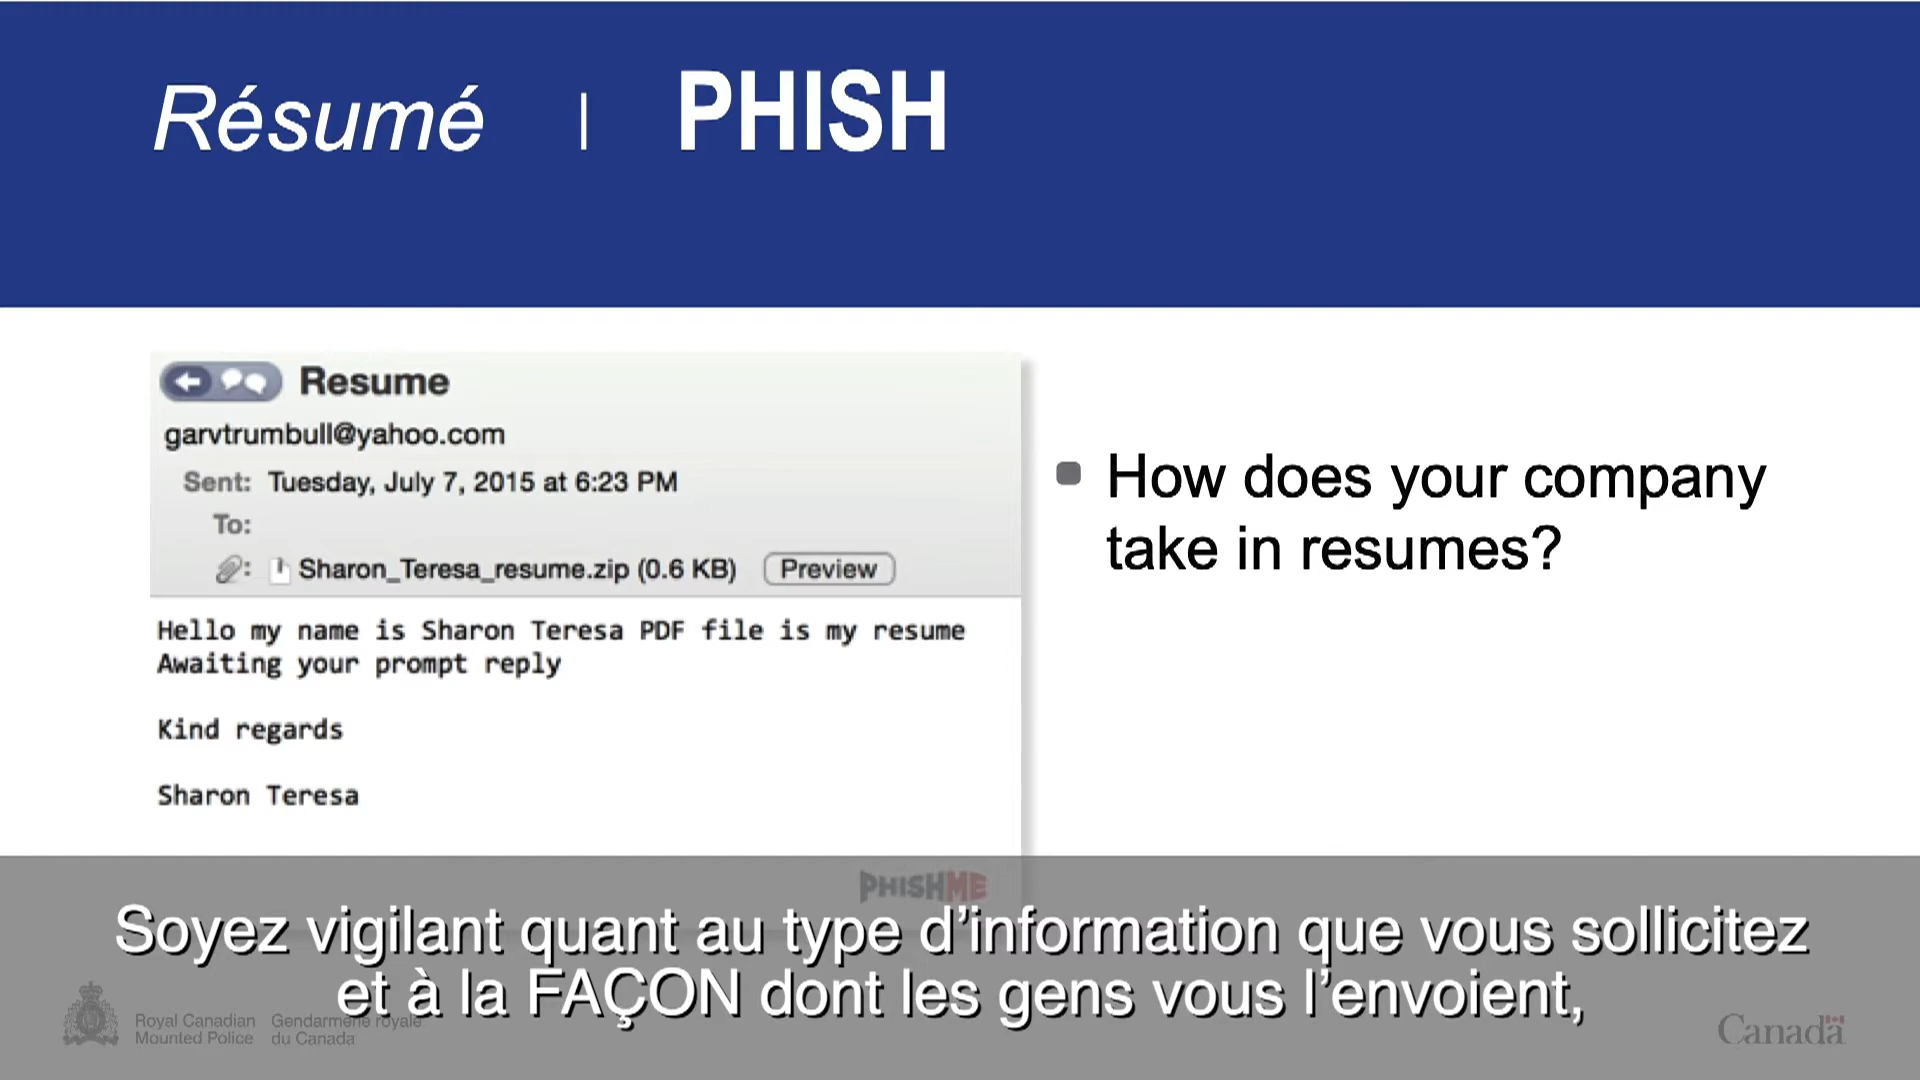 Résumé | PHISH
Resume
garvtrumbull@yahoo.com
Sent: Tuesday, July 7, 2015 at 6:23 PM
To:
Sharon_Teresa_resume.zip (0.6 KB) Preview
Hello my name is Sharon Teresa PDF file is my resume
Awaiting your prompt reply
Kind regards
Sharon Teresa
PHISHME
How does your company
take in resumes?
Soyez vigilant quant au type d’information que vous sollicitez
et à la FAÇON dont les gens vous l’envoient,
Royal Canadian Gendarmerie royale
Mounted Police du Canada
Canada